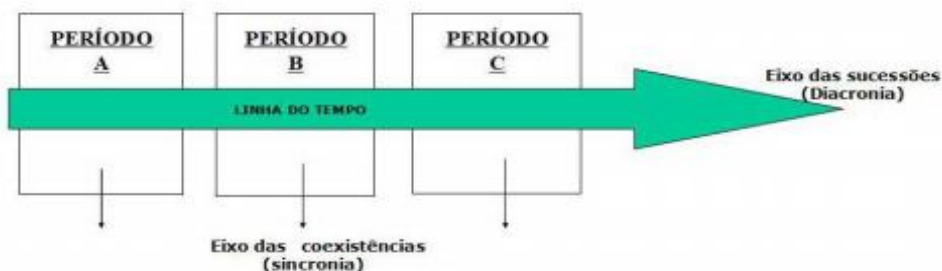 PERÍODO
A
PERÍODO
B
PERÍODO
C
LINHA DO TEMPO
Eixo das sucessões
(Diacronia)
Eixo das coexistências
(sincronia)